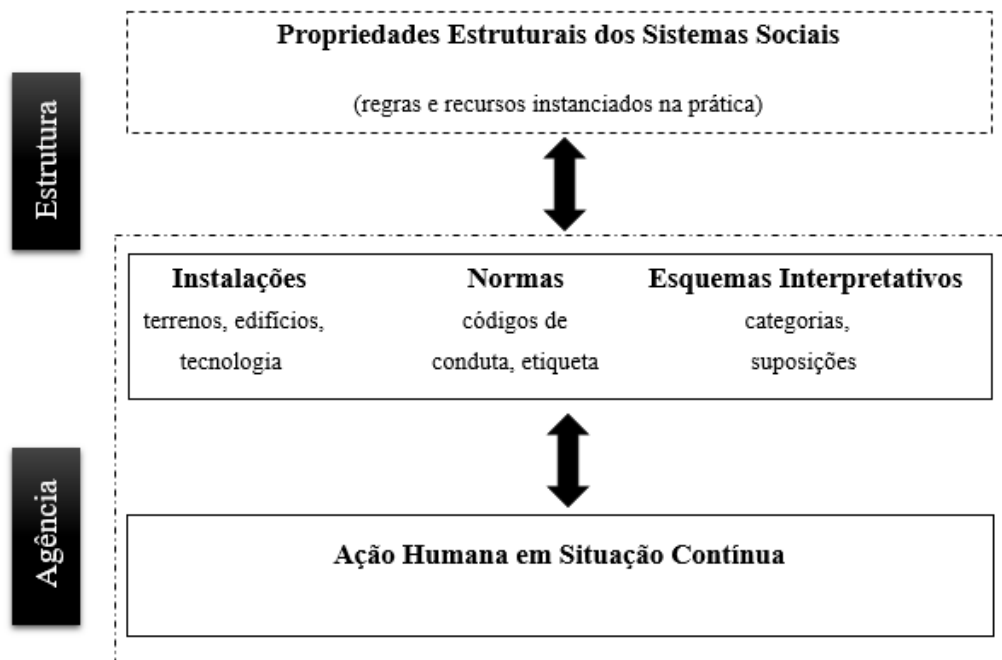 Propriedades Estruturais dos Sistemas Sociais
(regras e recursos instanciados na prática)
Estrutura
Instalações
terrenos, edifícios,
tecnologia
Normas
códigos de
conduta, etiqueta
Esquemas Interpretativos
categorias,
suposições
Agência
Ação Humana em Situação Contínua